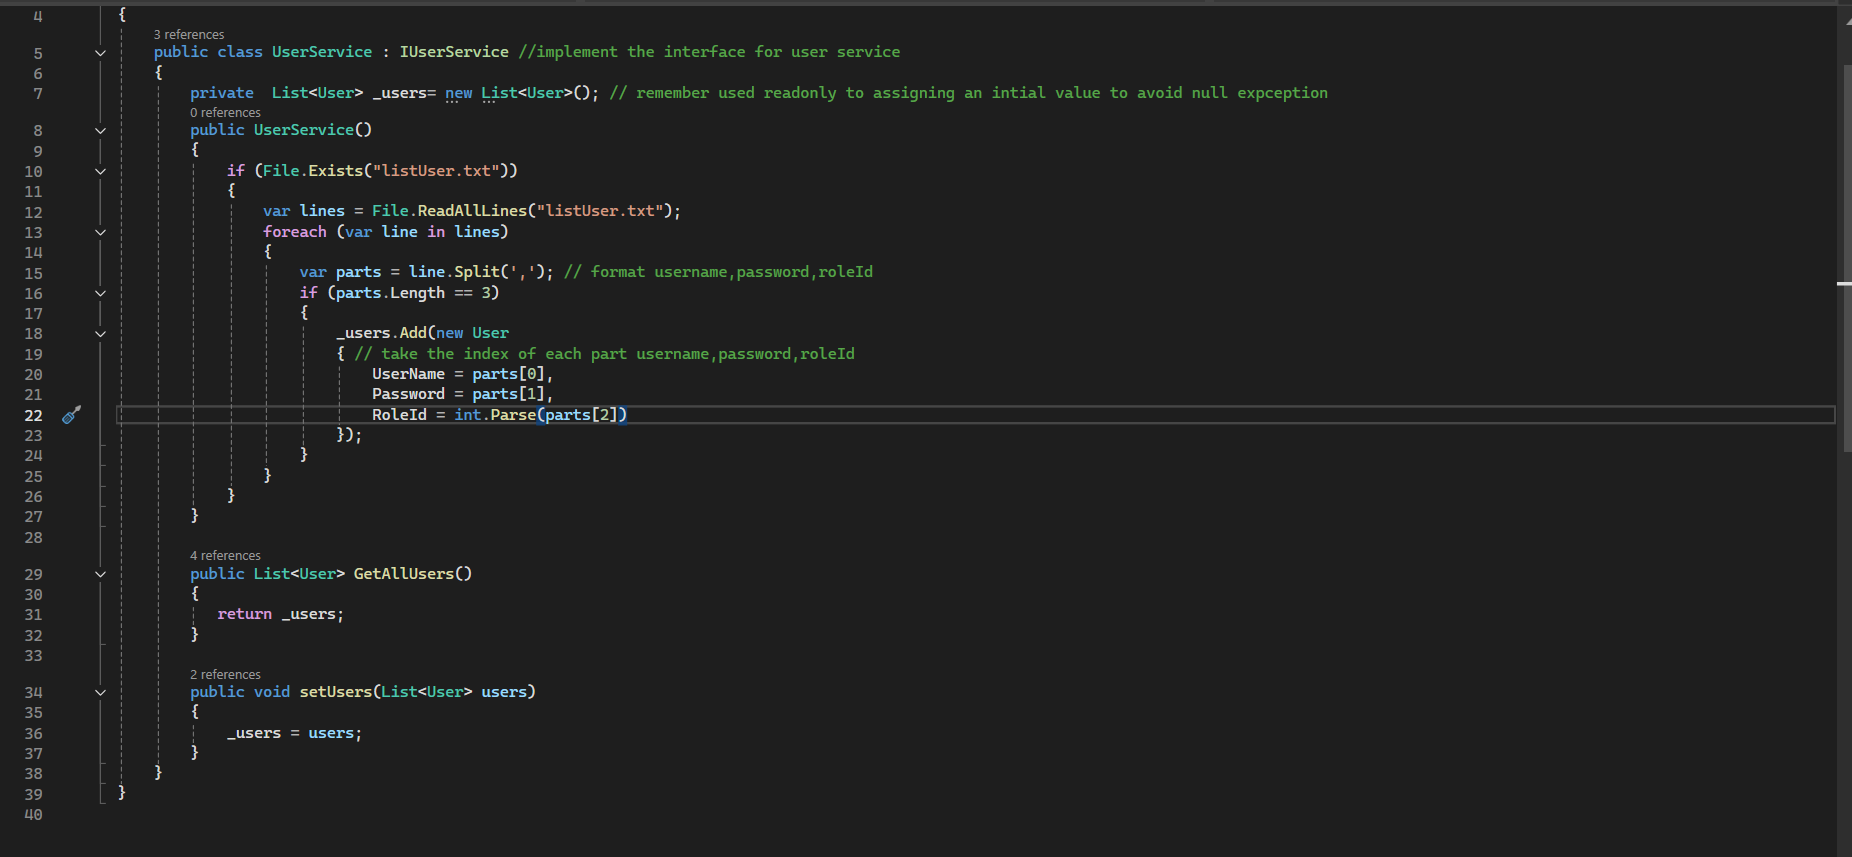 4 {
3 references
5 public class UserService : IUserService //implement the interface for user service
6 {
7 private  List<User> _users= new List<User>(); // remember used readonly to assigning an intial value to avoid null expception
0 references
8 public UserService()
9 {
10 if (File.Exists("listUser.txt"))
11 {
12 var lines = File.ReadAllLines("listUser.txt");
13 foreach (var line in lines)
14 {
15 var parts = line.Split(','); // format username,password,roleId
16 if (parts.Length == 3)
17 {
18 _users.Add(new User
19 { // take the index of each part username,password,roleId
20 UserName = parts[0],
21 Password = parts[1],
22 RoleId = int.Parse(parts[2])
23 });
24 }
25 }
26 }
27 }
28
4 references
29 public List<User> GetAllUsers()
30 {
31 return _users;
32 }
33
2 references
34 public void setUsers(List<User> users)
35 {
36 _users = users;
37 }
38 }
39 }
40